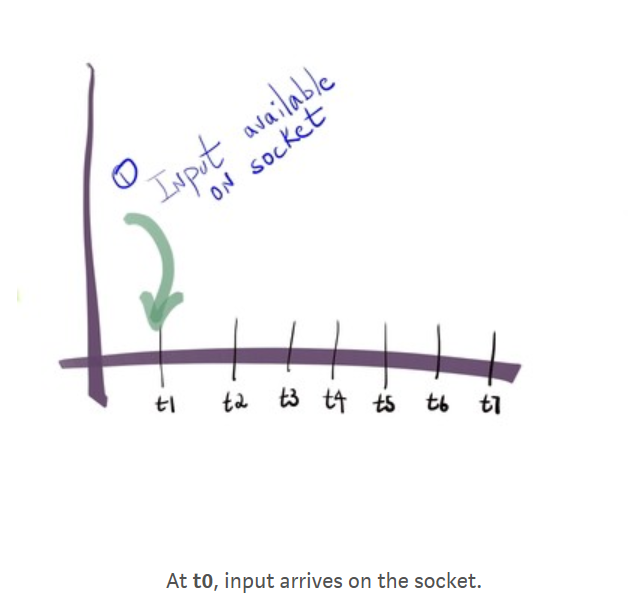 ① Input available
on socket
t1 t2 t3 t4 t5 t6 t7
At t0, input arrives on the socket.